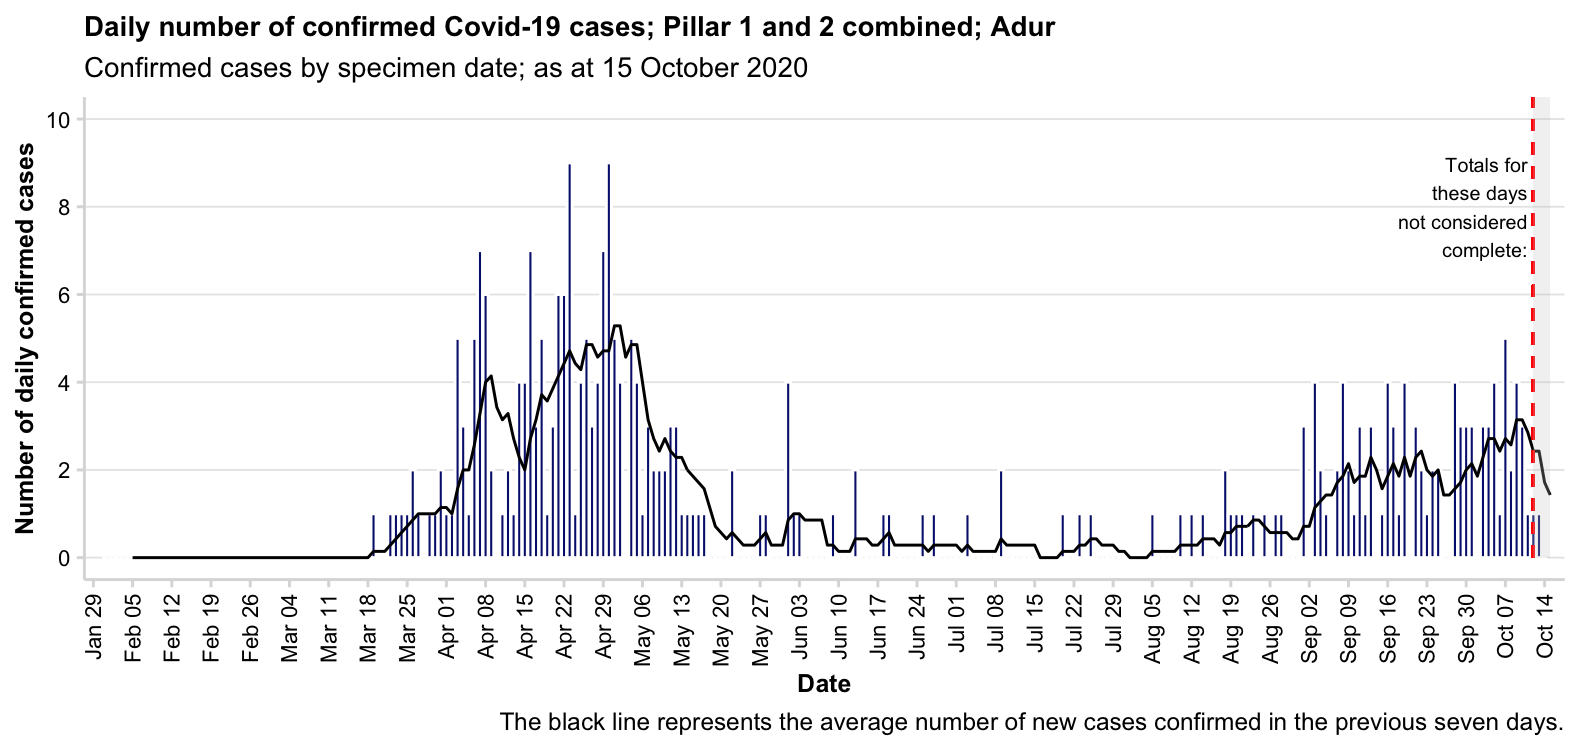 Daily number of confirmed Covid-19 cases; Pillar 1 and 2 combined; Adur
Confirmed cases by specimen date; as at 15 October 2020
Number of daily confirmed cases
10
8
6
4
2
0
Totals for
these days
not considered
complete:
Jan 29
Feb 05
Feb 12
Feb 19
Feb 26
Mar 04
Mar 11
Mar 18
Mar 25
Apr 01
Apr 08
Apr 15
Apr 22
Apr 29
May 06
May 13
May 20
May 27
Jun 03
Jun 10
Jun 17
Jun 24
Jul 01
Jul 08
Jul 15
Jul 22
Jul 29
Aug 05
Aug 12
Aug 19
Aug 26
Sep 02
Sep 09
Sep 16
Sep 23
Sep 30
Oct 07
Oct 14
Date
The black line represents the average number of new cases confirmed in the previous seven days.